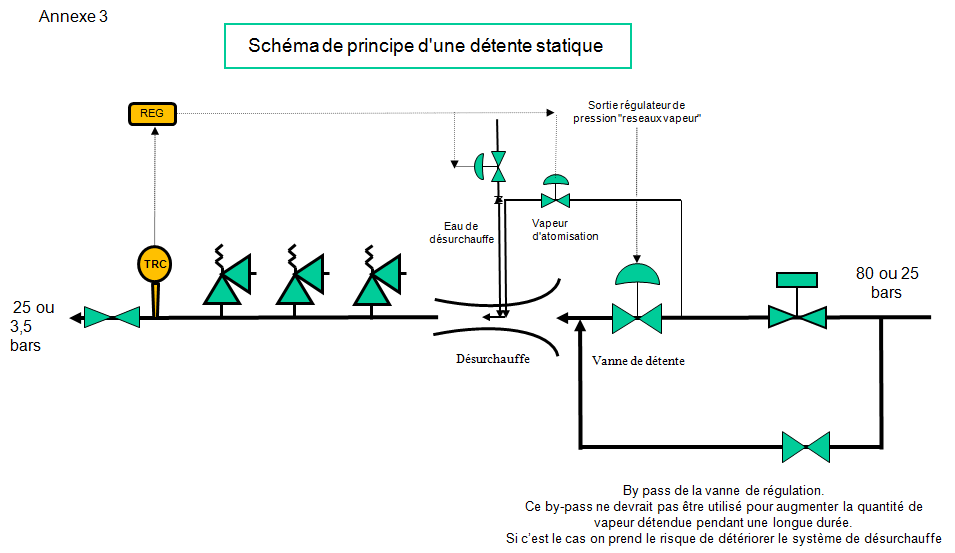 Annexe 3
Schéma de principe d'une détente statique
REG
Sortie régulateur de
pression "reseaux vapeur"
Eau de
désurchauffe
Vapeur
d'atomisation
TRC
80 ou 25
bars
25 ou
3,5
bars
Désurchauffe
Vanne de détente
By pass de la vanne de régulation.
Ce by-pass ne devrait pas être utilisé pour augmenter la quantité de
vapeur détendue pendant une longue durée.
Si c'est le cas on prend le risque de détériorer le système de désurchauffe